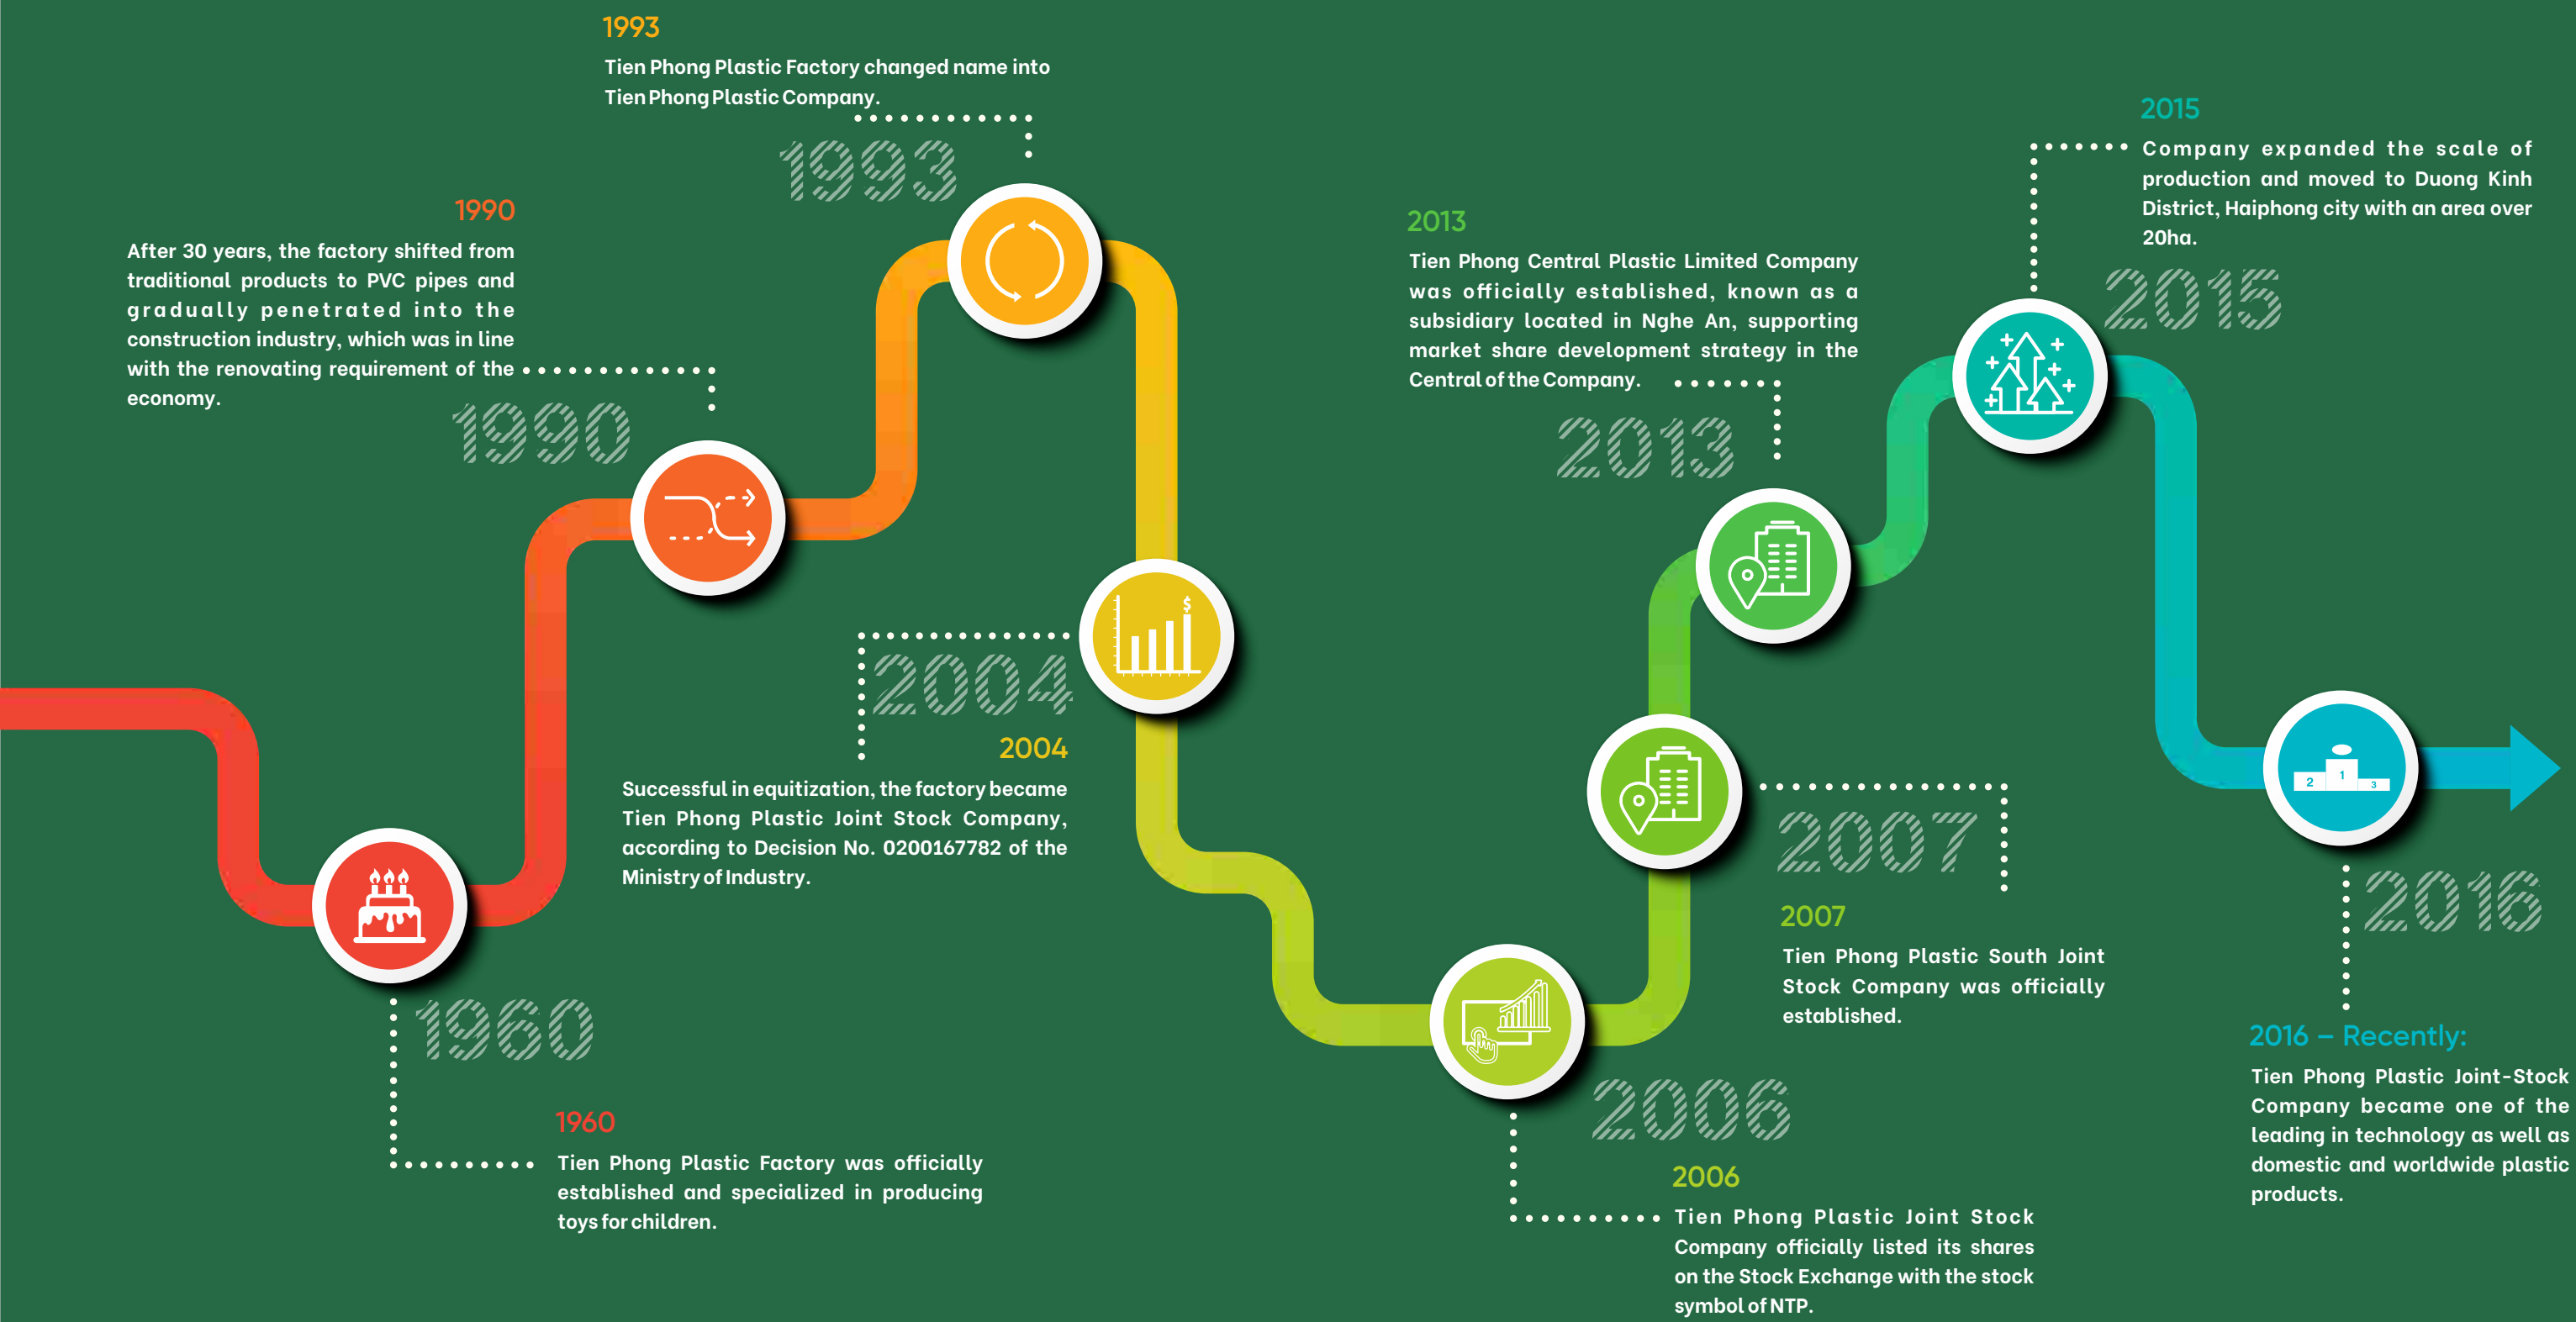 1993
Tien Phong Plastic Factory changed name into
Tien Phong Plastic Company.
1993
1990
After 30 years, the factory shifted from
traditional products to PVC pipes and
gradually penetrated into the
construction industry, which was in line
with the renovating requirement of the
economy.
1990
2004
2004
Successful in equitization, the factory became
Tien Phong Plastic Joint Stock Company,
according to Decision No. 0200167782 of the
Ministry of Industry.
$
1960
1960
Tien Phong Plastic Factory was officially
established and specialized in producing
toys for children.
2013
Tien Phong Central Plastic Limited Company
was officially established, known as a
subsidiary located in Nghe An, supporting
market share development strategy in the
Central of the Company.
2013
2015
Company expanded the scale of
production and moved to Duong Kinh
District, Haiphong city with an area over
20ha.
2015
2007
2007
Tien Phong Plastic South Joint
Stock Company was officially
established.
2006
2006
Tien Phong Plastic Joint Stock
Company officially listed its shares
on the Stock Exchange with the stock
symbol of NTP.
2 1 3
2016
2016 – Recently:
Tien Phong Plastic Joint-Stock
Company became one of the
leading in technology as well as
domestic and worldwide plastic
products.